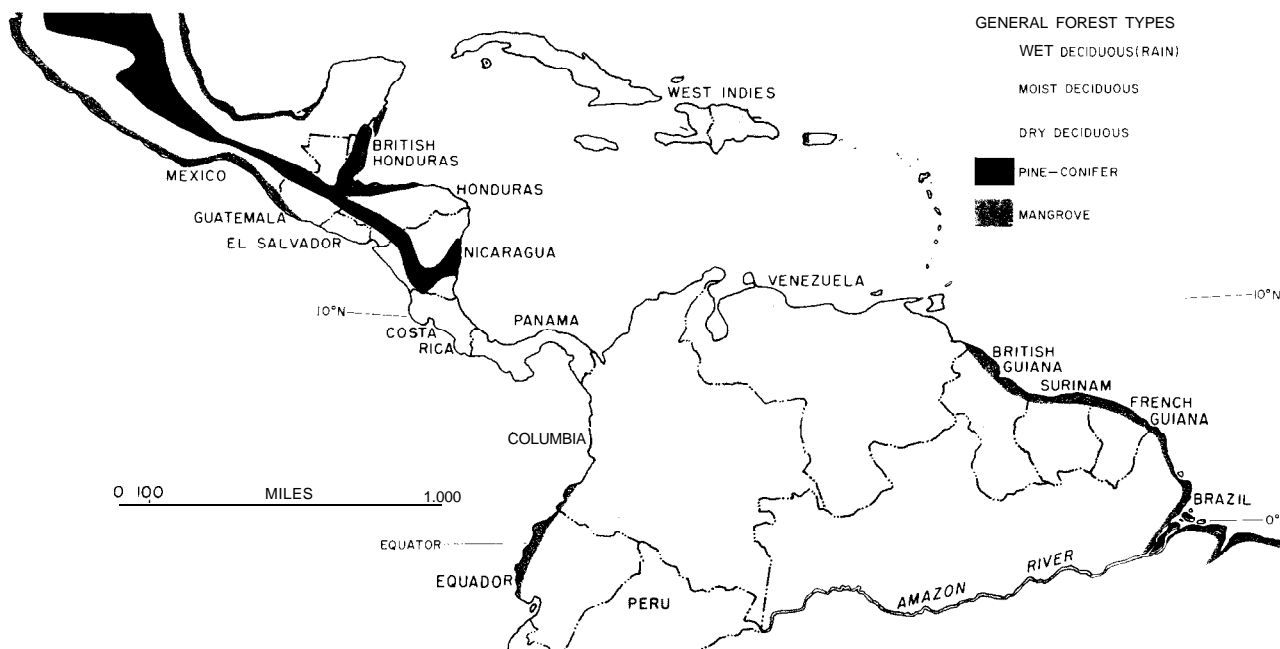 GENERAL FOREST TYPES
WET DECIDUOUS (RAIN)
MOIST DECIDUOUS
DRY DECIDUOUS
PINE-CONIFER
MANGROVE
WEST INDIES
BRITISH
HONDURAS
MEXICO
HONDURAS
GUATEMALA
EL SALVADOR
NICARAGUA
VENEZUELA
10°N
10°N
COSTA
RICA
PANAMA
BRITISH
GUIANA
SURINAM
FRENCH
GUIANA
COLUMBIA
0 100 MILES 1.000
BRAZIL
0°
EQUATOR
EQUADOR
PERU
AMAZON RIVER